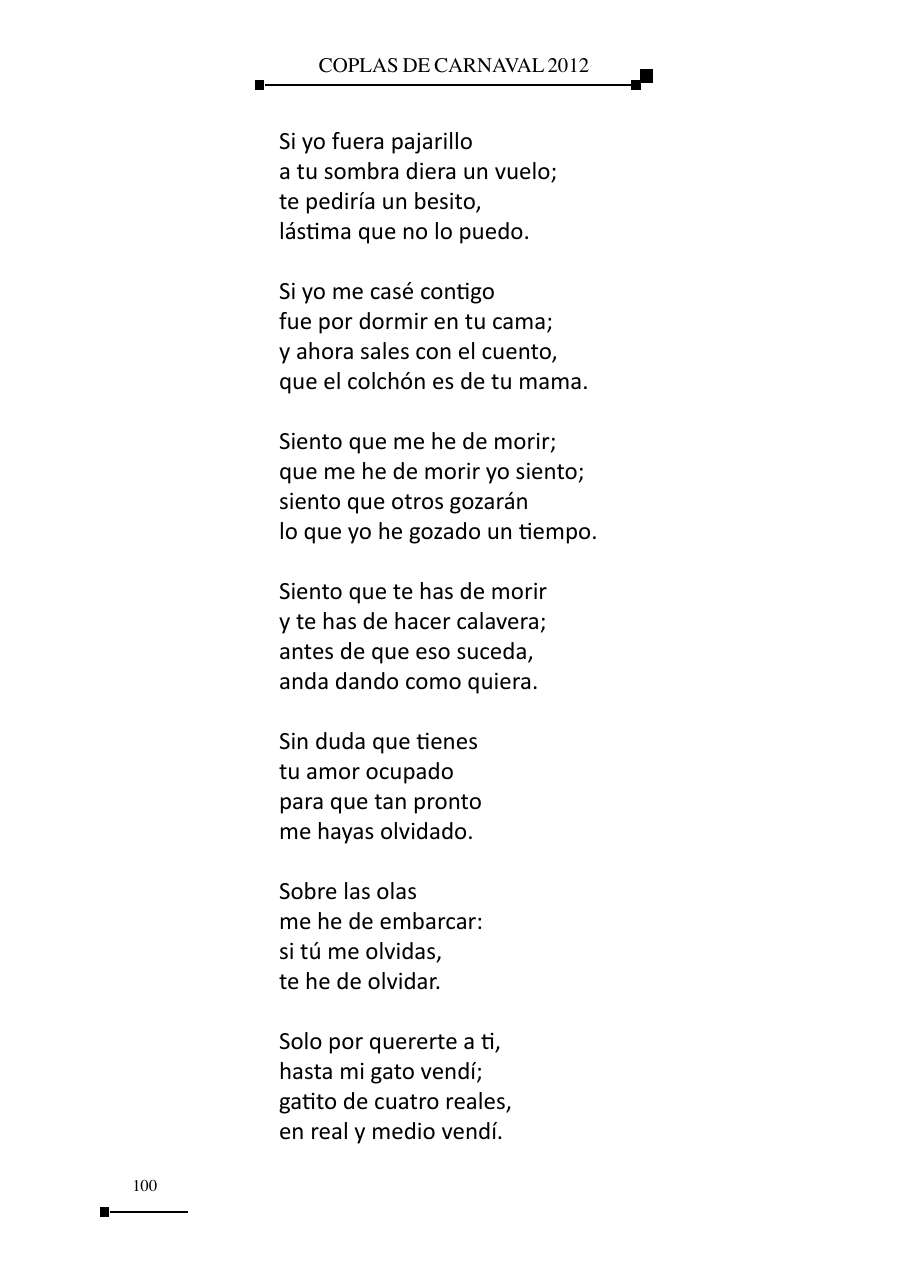 COPLAS DE CARNAVAL 2012
Si yo fuera pajarillo
a tu sombra diera un vuelo;
te pediría un besito,
lástima que no lo puedo.
Si yo me casé contigo
fue por dormir en tu cama;
y ahora sales con el cuento,
que el colchón es de tu mama.
Siento que me he de morir;
que me he de morir yo siento;
siento que otros gozarán
lo que yo he gozado un tiempo.
Siento que te has de morir
y te has de hacer calavera;
antes de que eso suceda,
anda dando como quiera.
Sin duda que tienes
tu amor ocupado
para que tan pronto
me hayas olvidado.
Sobre las olas
me he de embarcar:
si tú me olvidas,
te he de olvidar.
Solo por quererte a ti,
hasta mi gato vendí;
gatito de cuatro reales,
en real y medio vendí.
100